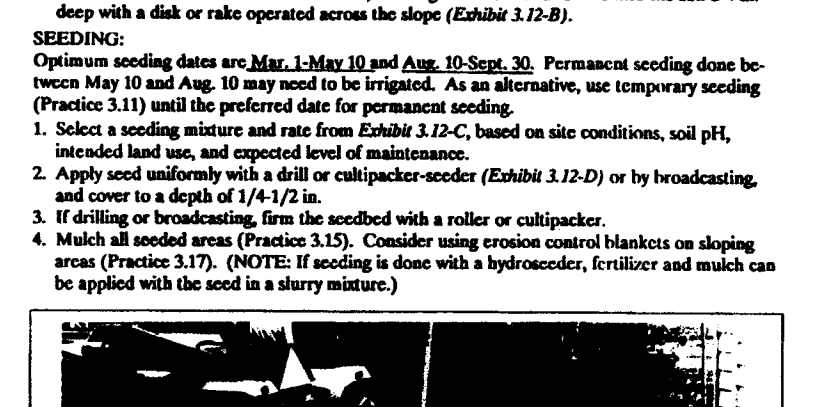 deep with a disk or rake operated across the slope (Exhibit 3.12-B).
SEEDING:
Optimum seeding dates are Mar. 1-May 10 and Aug. 10-Sept. 30. Permanent seeding done be-
tween May 10 and Aug. 10 may need to be irrigated. As an alternative, use temporary seeding
(Practice 3.11) until the preferred date for permanent seeding.
1. Select a seeding mixture and rate from Exhibit 3.12-C, based on site conditions, soil pH,
intended land use, and expected level of maintenance.
2. Apply seed uniformly with a drill or cultipacker-seeder (Exhibit 3.12-D) or by broadcasting,
and cover to a depth of 1/4-1/2 in.
3. If drilling or broadcasting, firm the seedbed with a roller or cultipacker.
4. Mulch all seeded areas (Practice 3.15). Consider using erosion control blankets on sloping
areas (Practice 3.17). (NOTE: If seeding is done with a hydroseeder, fertilizer and mulch can
be applied with the seed in a slurry mixture.)